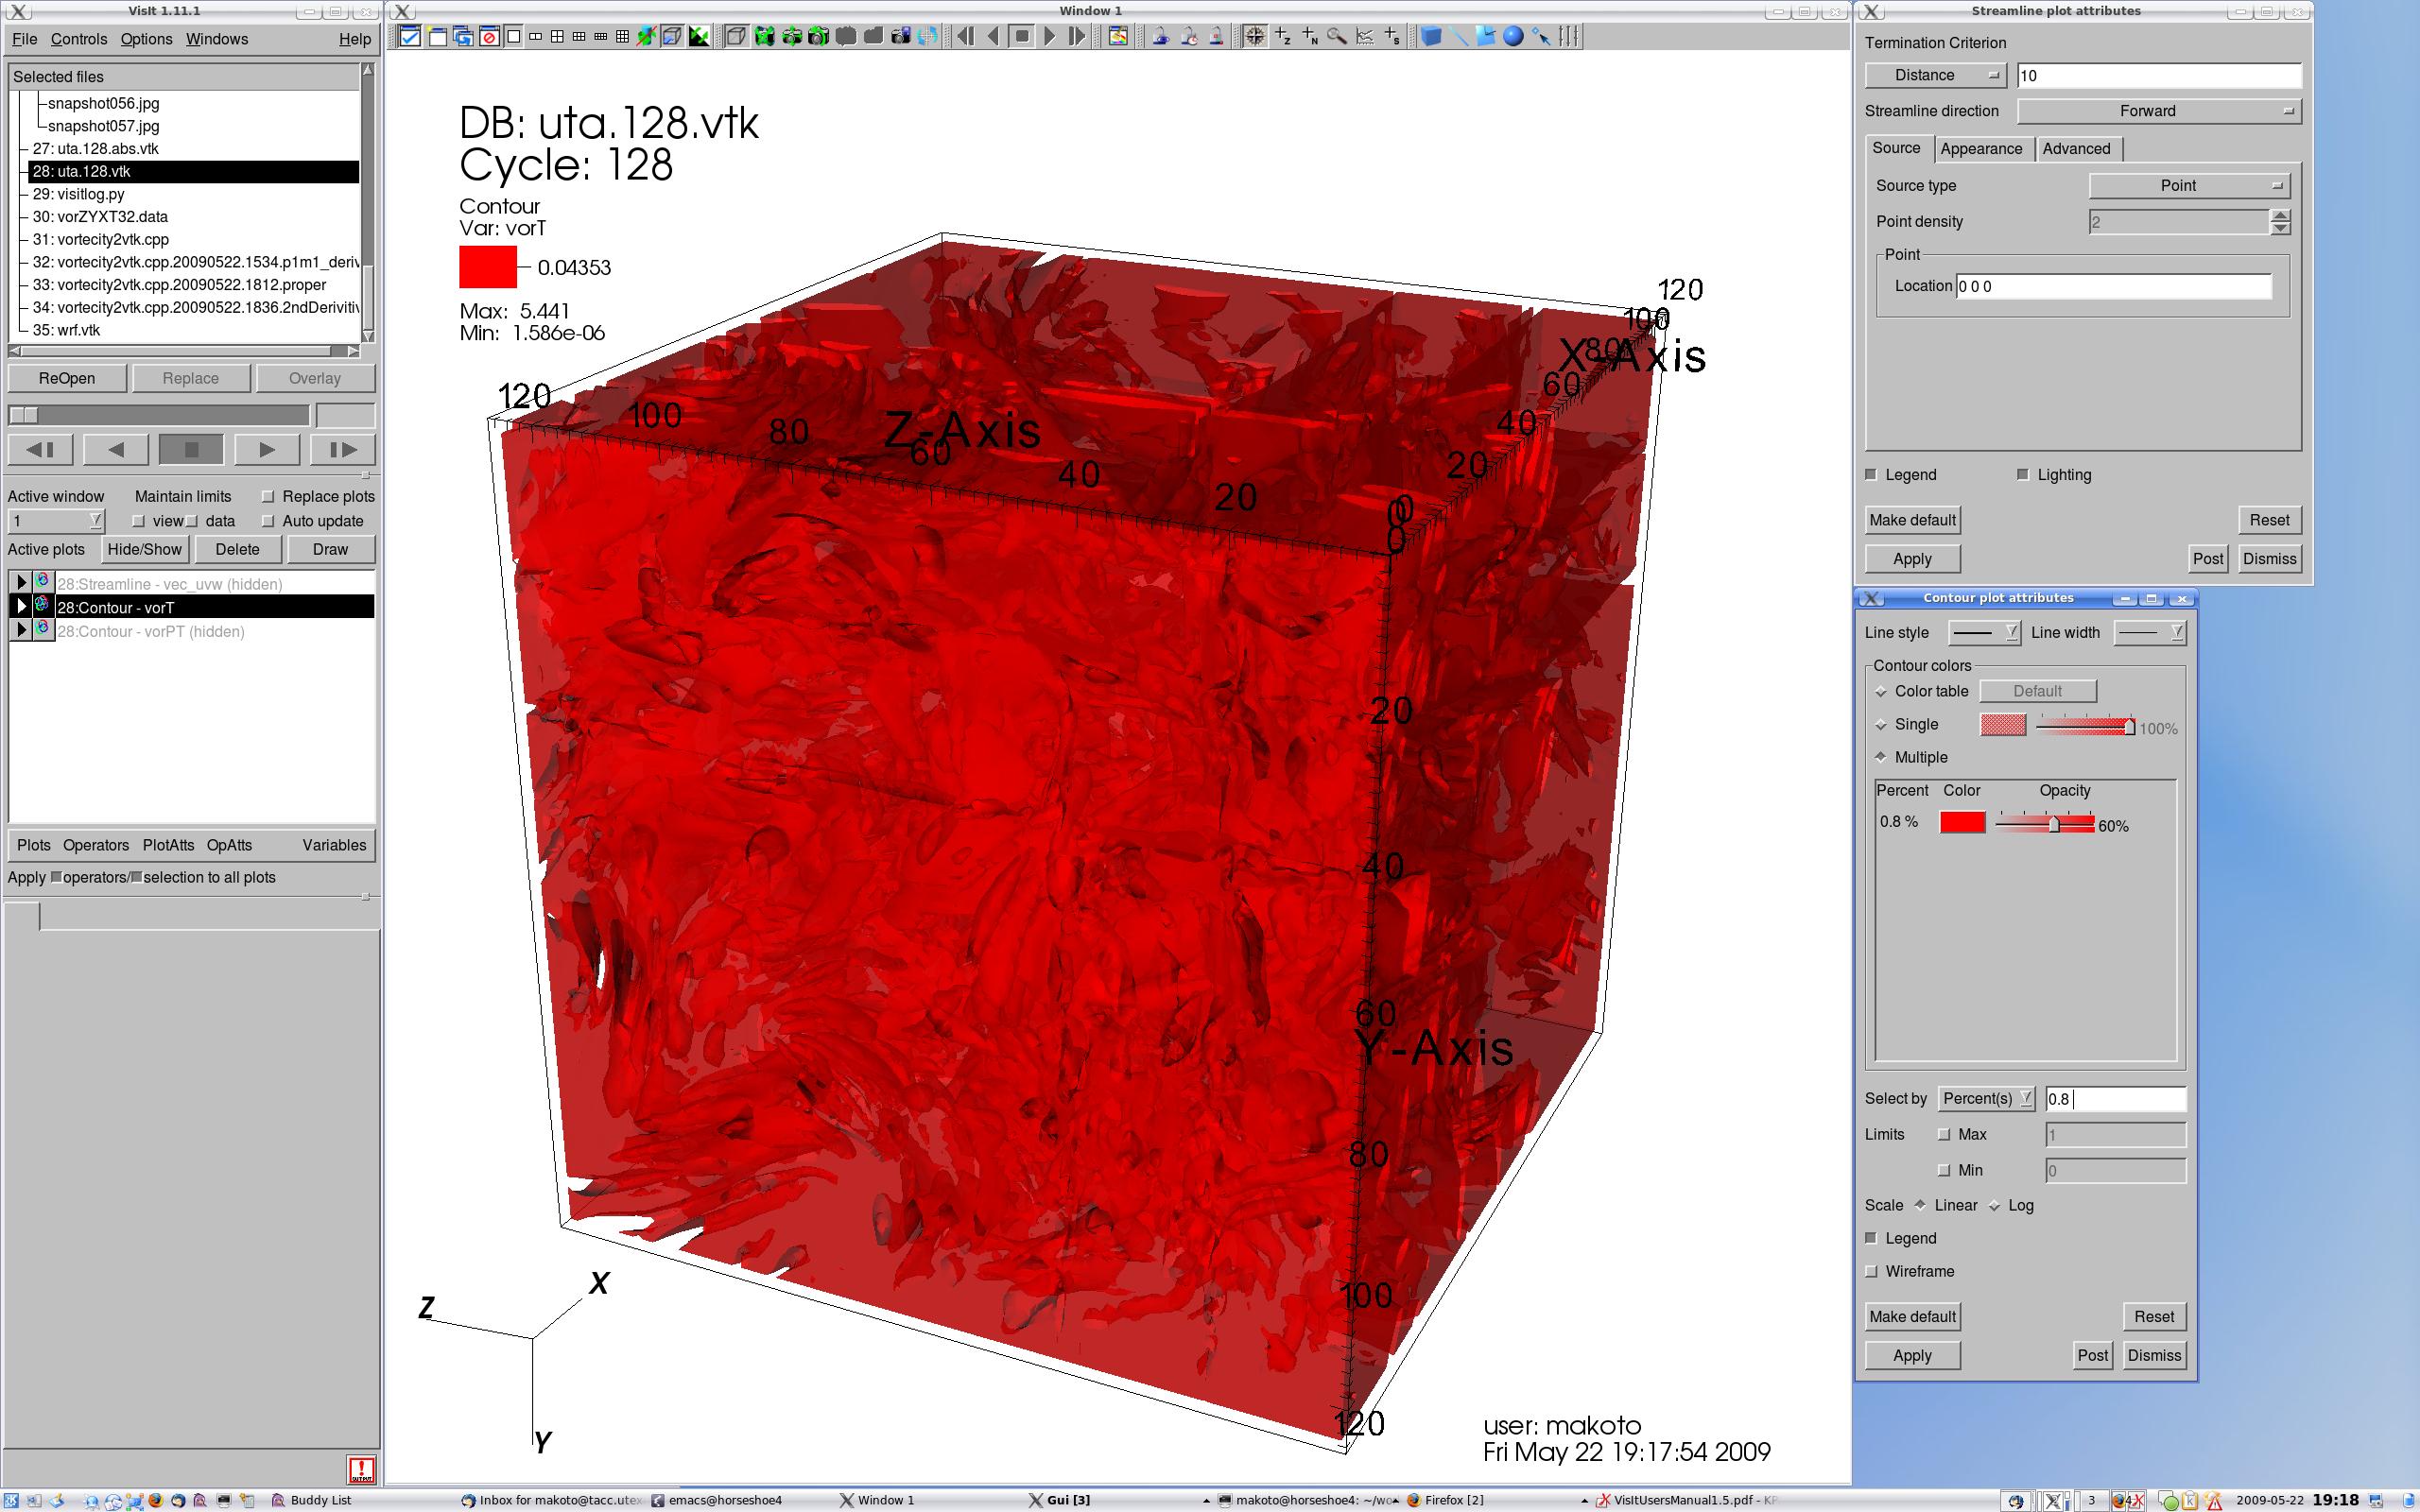 VisIt 1.11.1
File Controls Options Windows Help
Selected files
snapshot056.jpg
snapshot057.jpg
27: uta.128.abs.vtk
28: uta.128.vtk
29: visitlog.py
30: vorZYXT32.data
31: vortecity2vtk.cpp
32: vortecity2vtk.cpp.20090522.1534.p1m1_deriv
33: vortecity2vtk.cpp.20090522.1812.proper
34: vortecity2vtk.cpp.20090522.1836.2ndDerivitiv
35: wrf.vtk
ReOpen Replace Overlay
Active window Maintain limits Replace plots
1 view data Auto update
Active plots Hide/Show Delete Draw
28:Streamline - vec_uvw (hidden)
28:Contour - vorT
28:Contour - vorPT (hidden)
Plots Operators PlotAtts OpAtts Variables
Apply operators/ selection to all plots
Window 1
DB: uta.128.vtk
Cycle: 128
Contour
Var: vorT
0.04353
Max: 5.441
Min: 1.586e-06
120
100
80
60
40
20
0
Z-Axis
120
100
80
60
40
20
0
X-Axis
0
20
40
60
Y-Axis
80
100
120
X
Z
Y
user: makoto
Fri May 22 19:17:54 2009
Streamline plot attributes
Termination Criterion
Distance 10
Streamline direction Forward
Source Appearance Advanced
Source type Point
Point density 2
Point
Location 0 0 0
Legend Lighting
Make default Reset
Apply Post Dismiss
Contour plot attributes
Line style Line width
Contour colors
Color table Default
Single 100%
Multiple
Percent Color Opacity
0.8 % 60%
Select by Percent(s) 0.8
Limits Max 1
Min 0
Scale Linear Log
Legend
Wireframe
Make default Reset
Apply Post Dismiss
Buddy List Inbox for makoto@tacc.utex emacs@horseshoe4 Window 1 Gui [3] makoto@horseshoe4: ~/wo Firefox [2] VisItUsersManual1.5.pdf - KP 3 4 2009-05-22 19:18